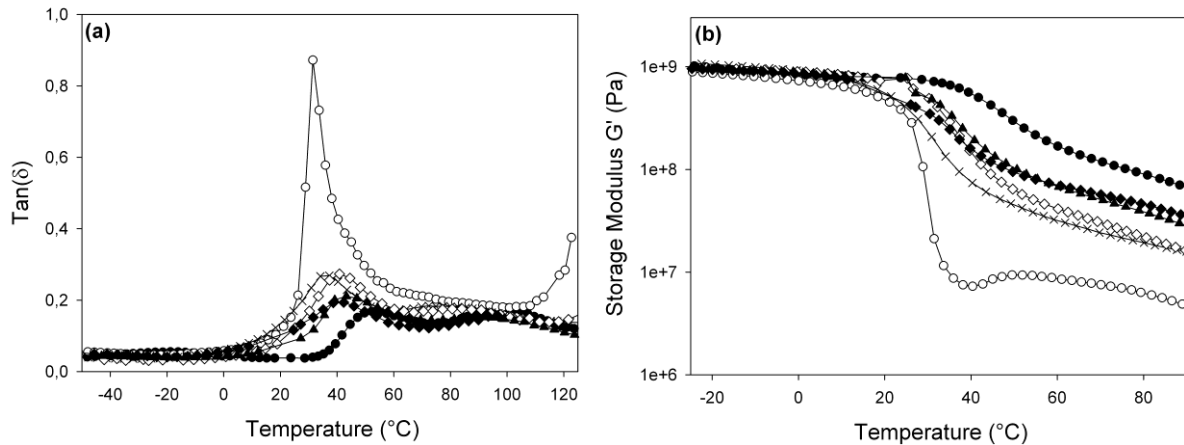 (a)
Tan(δ)
1,0
0,8
0,6
0,4
0,2
0,0
-40 -20 0 20 40 60 80 100 120
Temperature (°C)
(b)
Storage Modulus G' (Pa)
1e+9
1e+8
1e+7
1e+6
-20 0 20 40 60 80
Temperature (°C)